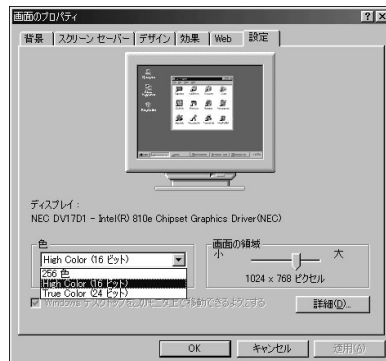 画面のプロパティ
背景 スクリーン セーバー デザイン 効果 Web 設定
ディスプレイ :
NEC DV17D1 - Intel(R) 810e Chipset Graphics Driver(NEC)
色
High Color (16 ビット)
256 色
High Color (16 ビット)
True Color (24 ビット)
画面の領域
小 大
1024 x 768 ピクセル
詳細(D)...
OK キャンセル 適用(A)